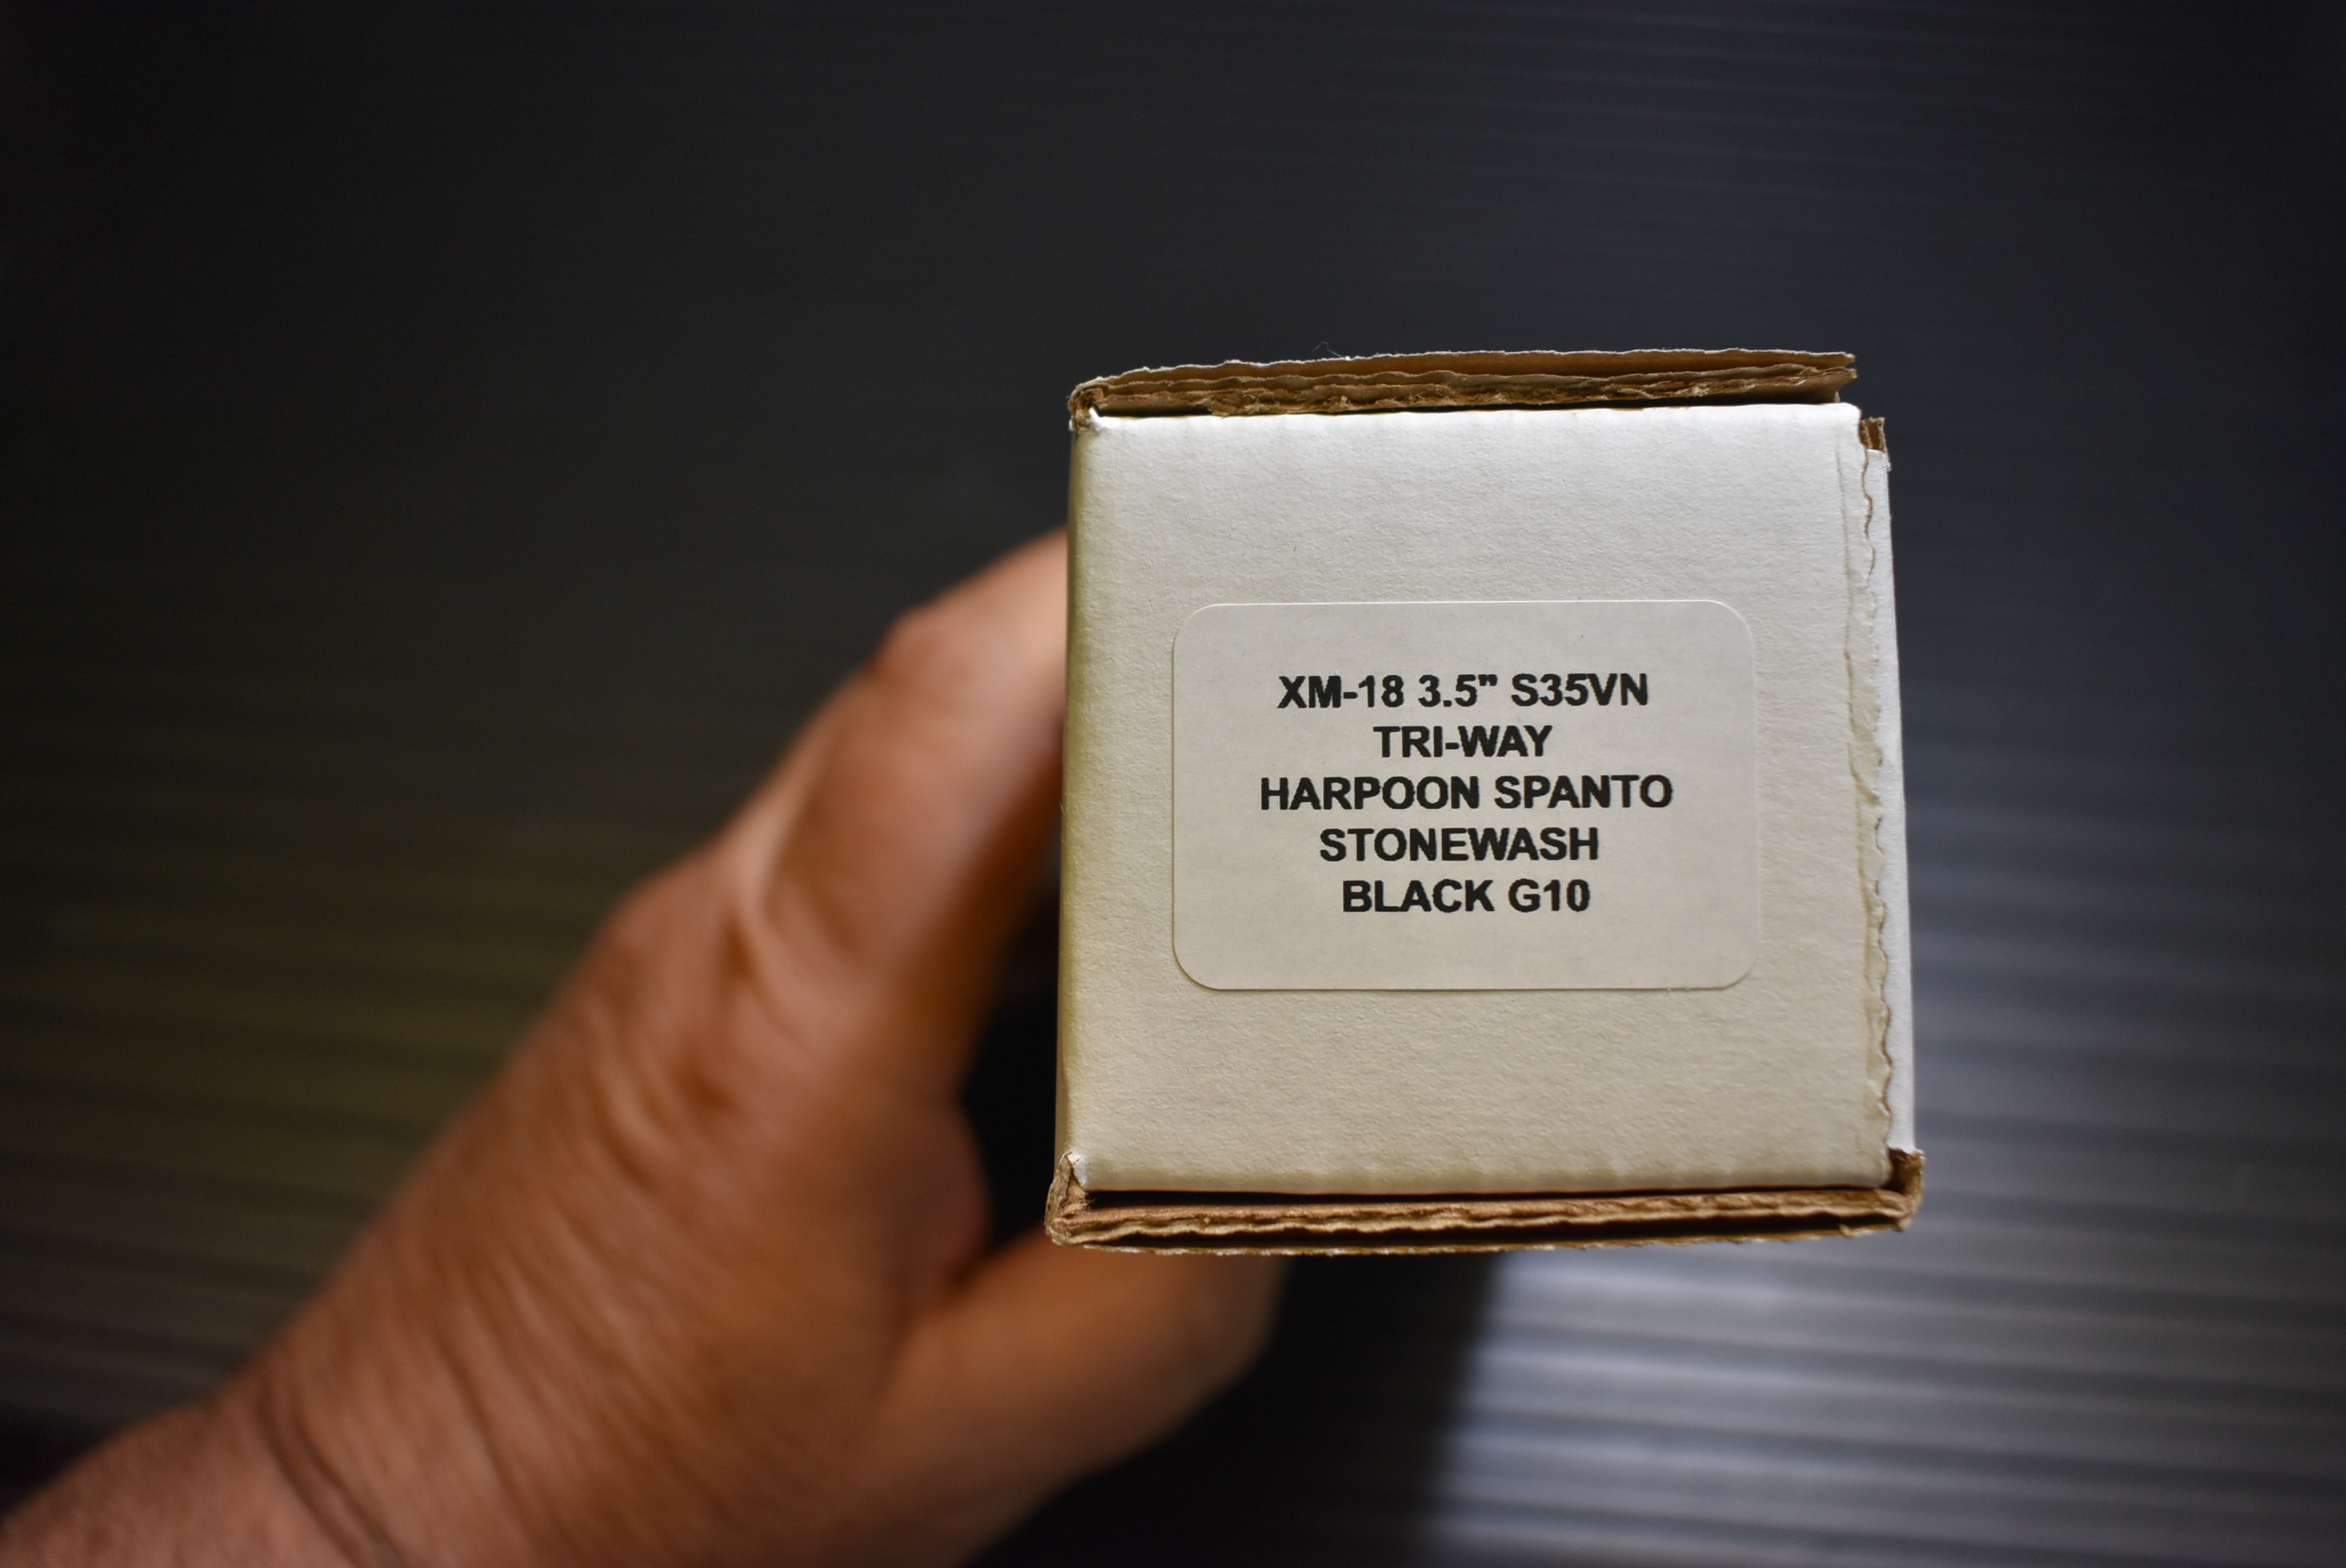 XM-18 3.5" S35VN
TRI-WAY
HARPOON SPANTO
STONEWASH
BLACK G10